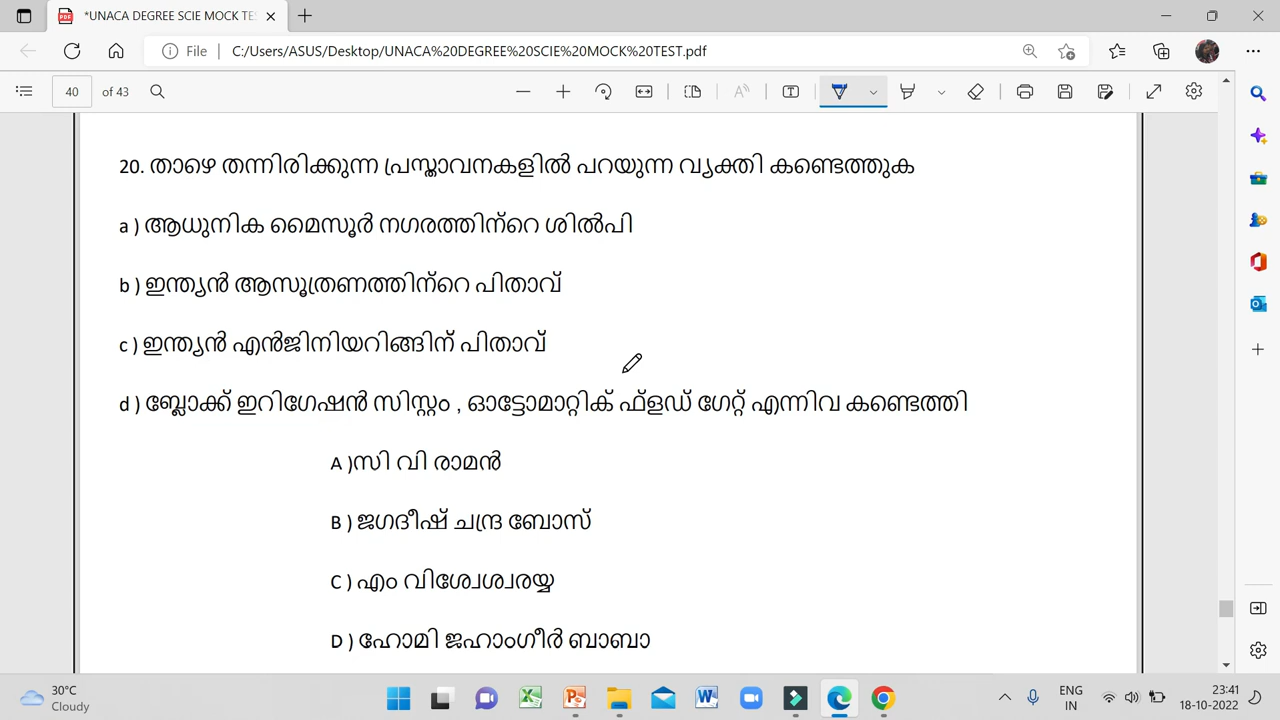 *UNACA DEGREE SCIE MOCK TES
File
C:/Users/ASUS/Desktop/UNACA%20DEGREE%20SCIE%20MOCK%20TEST.pdf
40 of 43
20. താഴെ തന്നിരിക്കുന്ന പ്രസ്താവനകളിൽ പറയുന്ന വ്യക്തി കണ്ടെത്തുക
a ) ആധുനിക മൈസൂർ നഗരത്തിന്റെ ശിൽപി
b ) ഇന്ത്യൻ ആസൂത്രണത്തിന്റെ പിതാവ്
c ) ഇന്ത്യൻ എൻജിനിയറിങ്ങിന് പിതാവ്
d ) ബ്ലോക്ക് ഇറിഗേഷൻ സിസ്റ്റം , ഓട്ടോമാറ്റിക് ഫ്ളഡ് ഗേറ്റ് എന്നിവ കണ്ടെത്തി
A )സി വി രാമൻ
B ) ജഗദീഷ് ചന്ദ്ര ബോസ്
C ) എം വിശ്വേശ്വരയ്യ
D ) ഹോമി ജഹാംഗീർ ബാബാ
30°C
Cloudy
ENG
IN
23:41
18-10-2022